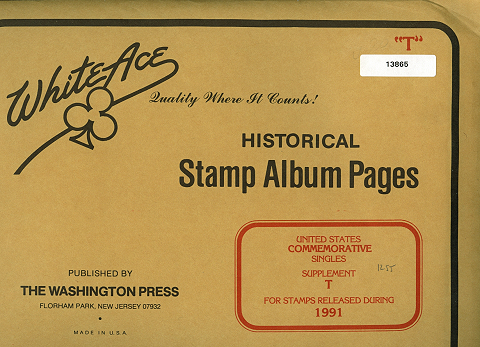 "T"
13865
White Ace
Quality Where It Counts!
HISTORICAL
Stamp Album Pages
UNITED STATES
COMMEMORATIVE
SINGLES
SUPPLEMENT
T
FOR STAMPS RELEASED DURING
1991
PUBLISHED BY
THE WASHINGTON PRESS
FLORHAM PARK, NEW JERSEY 07932
MADE IN U.S.A.